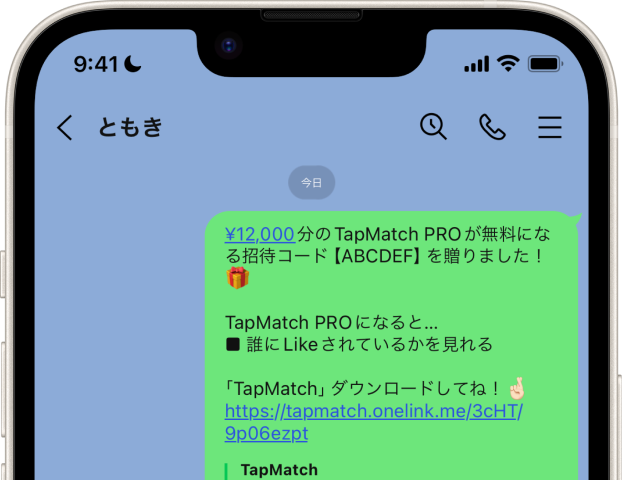 9:41
ともき
今日
¥12,000分のTapMatch PROが無料にな
る招待コード【ABCDEF】を贈りました！
🎁
TapMatch PROになると...
■ 誰にLikeされているかを見れる
「TapMatch」ダウンロードしてね！🤞🏻
https://tapmatch.onelink.me/3cHT/
9p06ezpt
TapMatch